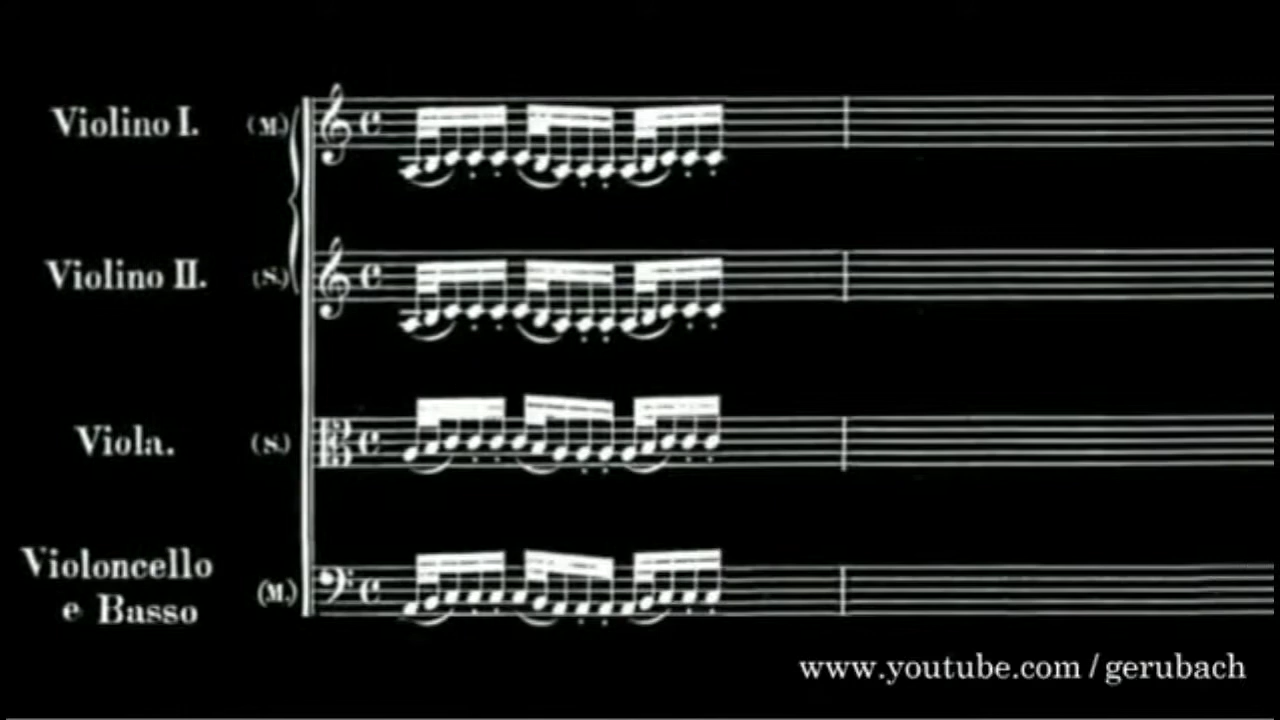 Violino I. (M.)
Violino II. (S.)
Viola. (S.)
Violoncello
e Basso (M.)
www.youtube.com / gerubach